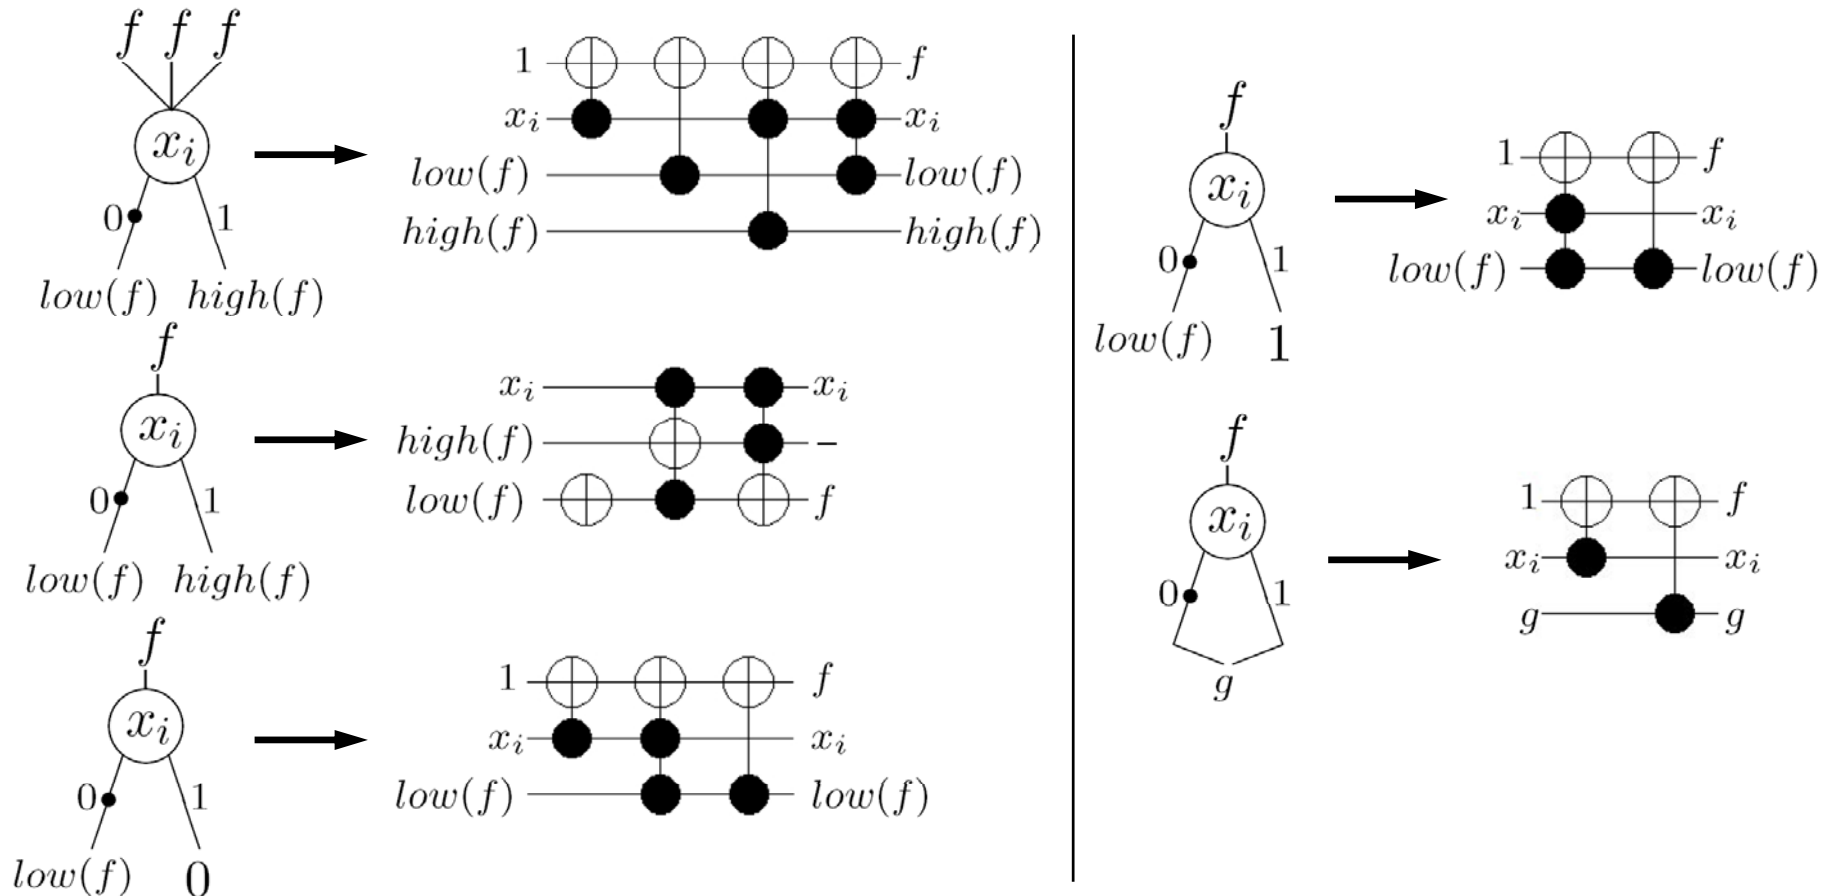 f f f
x_i
0 1
low(f) high(f)
1 f
x_i x_i
low(f) low(f)
high(f) high(f)
f
x_i
0 1
low(f) high(f)
x_i x_i
high(f) –
low(f) f
f
x_i
0 1
low(f) 0
1 f
x_i x_i
low(f) low(f)
f
x_i
0 1
low(f) 1
1 f
x_i x_i
low(f) low(f)
f
x_i
0 1
g
1 f
x_i x_i
g g